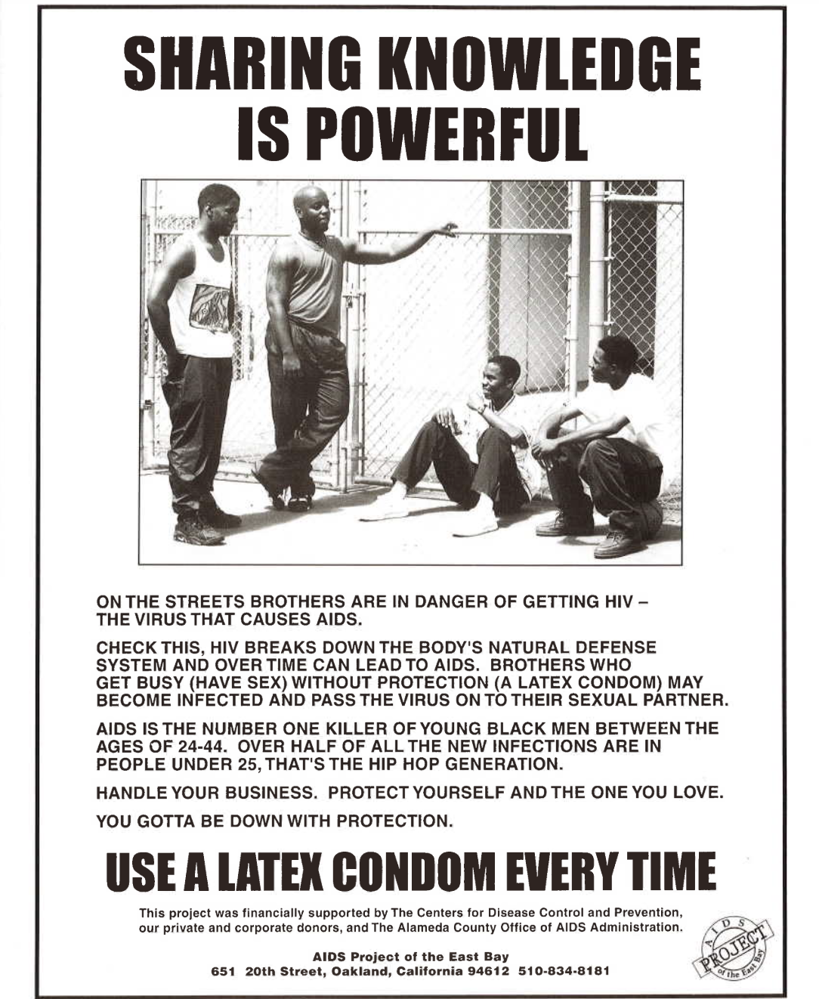 SHARING KNOWLEDGE
IS POWERFUL
ON THE STREETS BROTHERS ARE IN DANGER OF GETTING HIV –
THE VIRUS THAT CAUSES AIDS.
CHECK THIS, HIV BREAKS DOWN THE BODY'S NATURAL DEFENSE
SYSTEM AND OVER TIME CAN LEAD TO AIDS. BROTHERS WHO
GET BUSY (HAVE SEX) WITHOUT PROTECTION (A LATEX CONDOM) MAY
BECOME INFECTED AND PASS THE VIRUS ON TO THEIR SEXUAL PARTNER.
AIDS IS THE NUMBER ONE KILLER OF YOUNG BLACK MEN BETWEEN THE
AGES OF 24-44. OVER HALF OF ALL THE NEW INFECTIONS ARE IN
PEOPLE UNDER 25, THAT'S THE HIP HOP GENERATION.
HANDLE YOUR BUSINESS. PROTECT YOURSELF AND THE ONE YOU LOVE.
YOU GOTTA BE DOWN WITH PROTECTION.
USE A LATEX CONDOM EVERY TIME
This project was financially supported by The Centers for Disease Control and Prevention,
our private and corporate donors, and The Alameda County Office of AIDS Administration.
AIDS Project of the East Bay
651 20th Street, Oakland, California 94612 510-834-8181
AIDS
PROJECT
of the East Bay